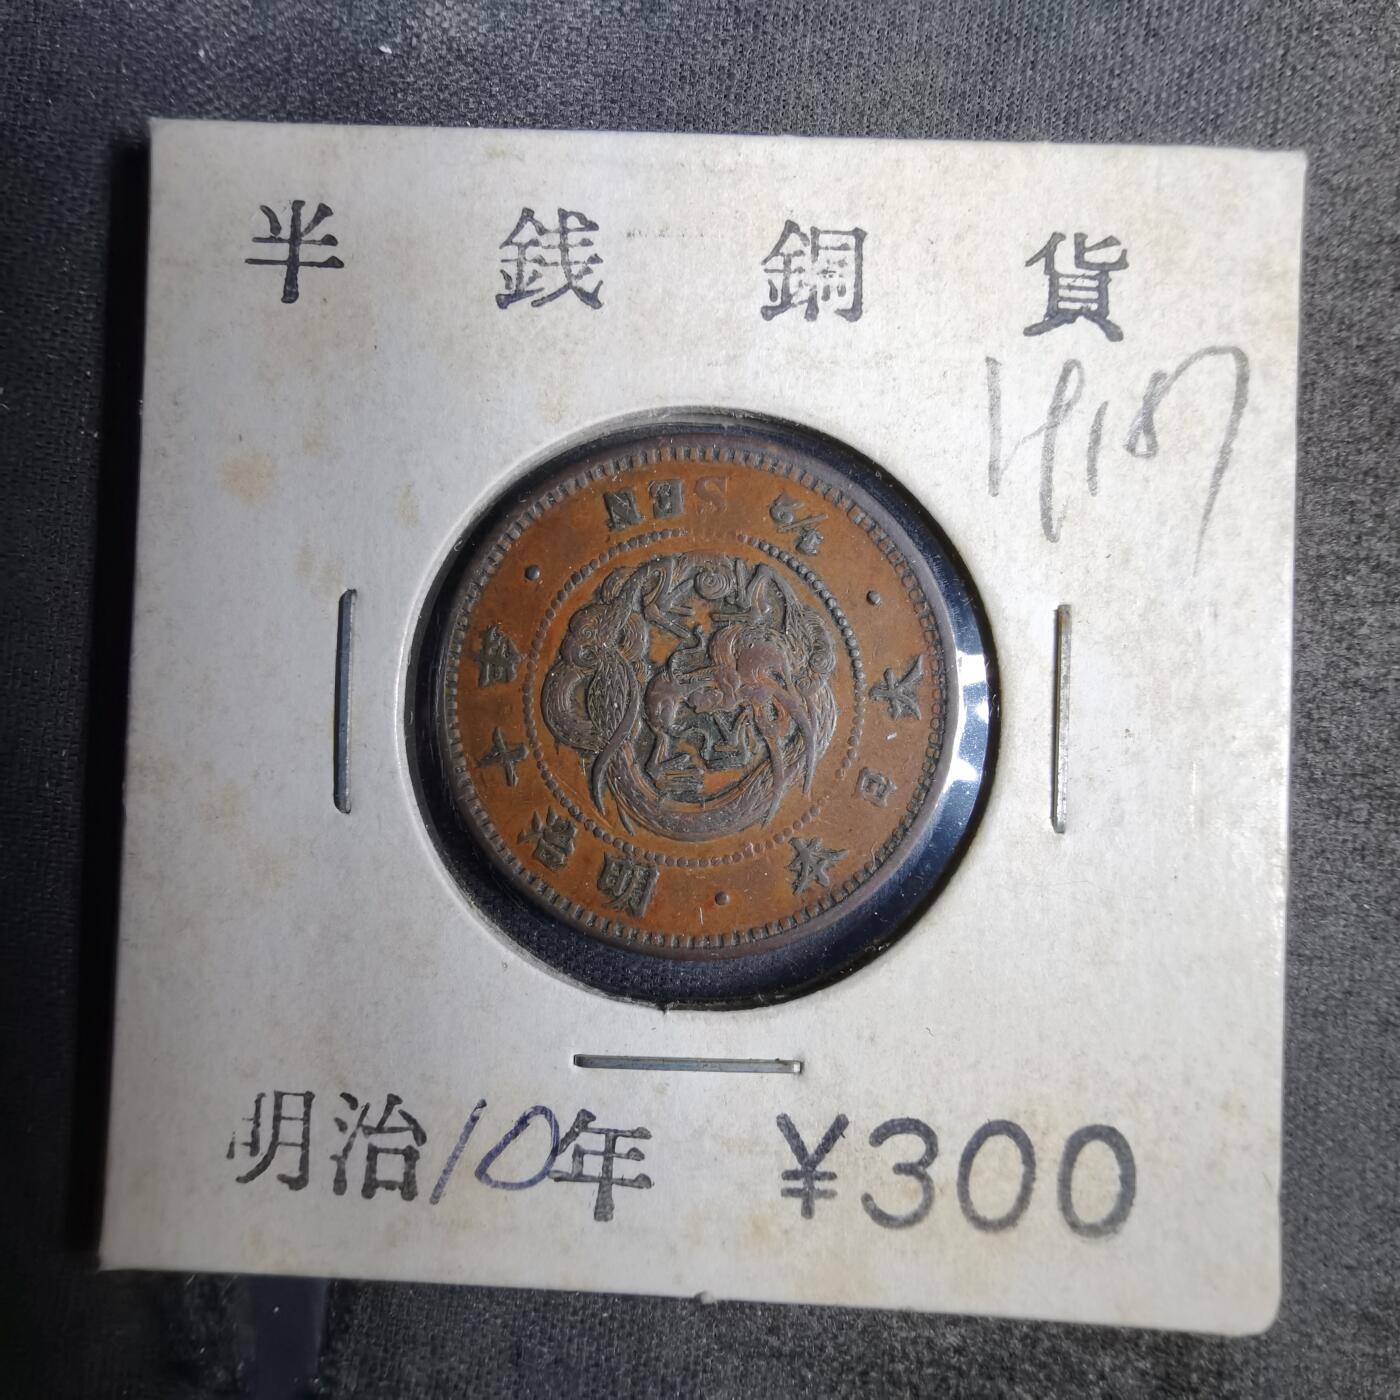 半銭銅貨
大日本・明治十年・1/2 SEN・
明治10年 ¥300